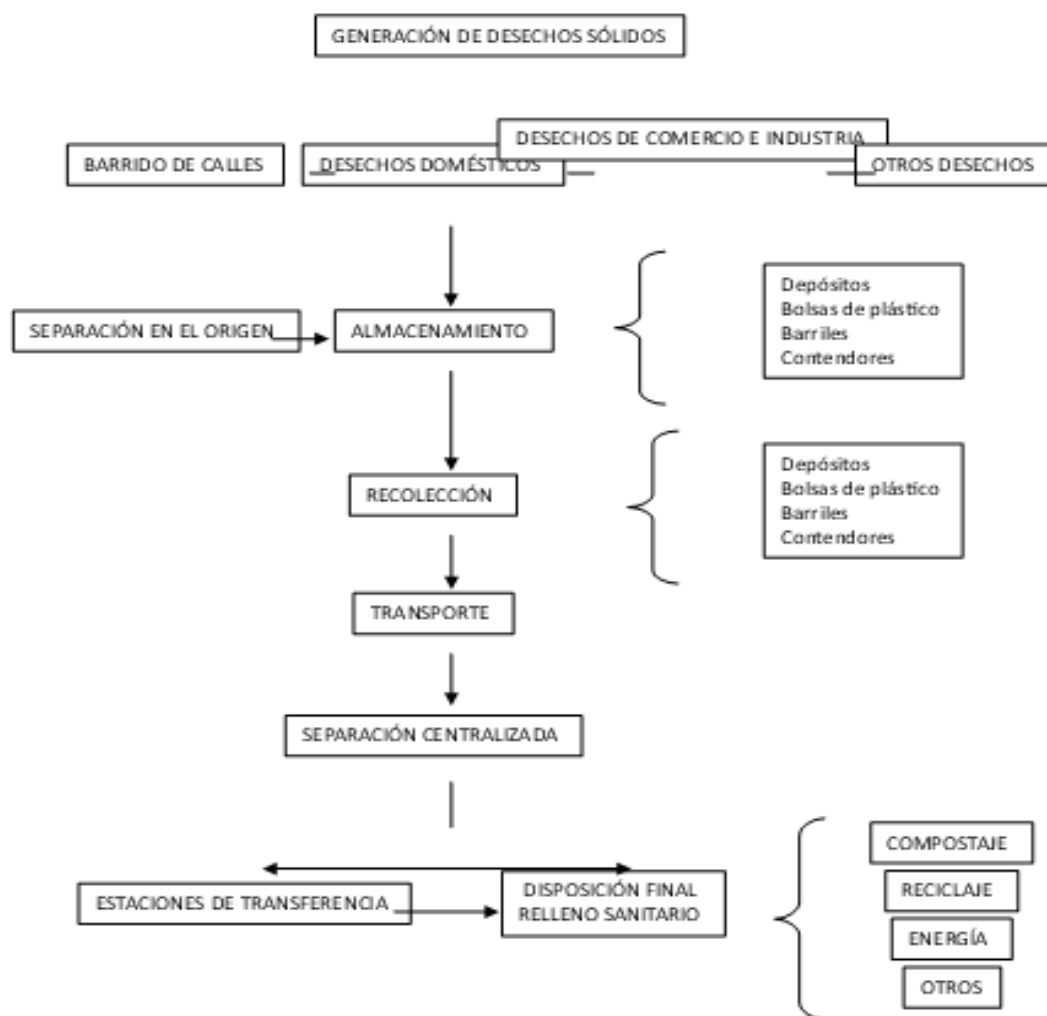 GENERACIÓN DE DESECHOS SÓLIDOS
DESECHOS DE COMERCIO E INDUSTRIA
BARRIDO DE CALLES
DESECHOS DOMÉSTICOS
OTROS DESECHOS
SEPARACIÓN EN EL ORIGEN
ALMACENAMIENTO
Depósitos
Bolsas de plástico
Barriles
Contendores
RECOLECCIÓN
Depósitos
Bolsas de plástico
Barriles
Contendores
TRANSPORTE
SEPARACIÓN CENTRALIZADA
ESTACIONES DE TRANSFERENCIA
DISPOSICIÓN FINAL
RELLENO SANITARIO
COMPOSTAJE
RECICLAJE
ENERGÍA
OTROS